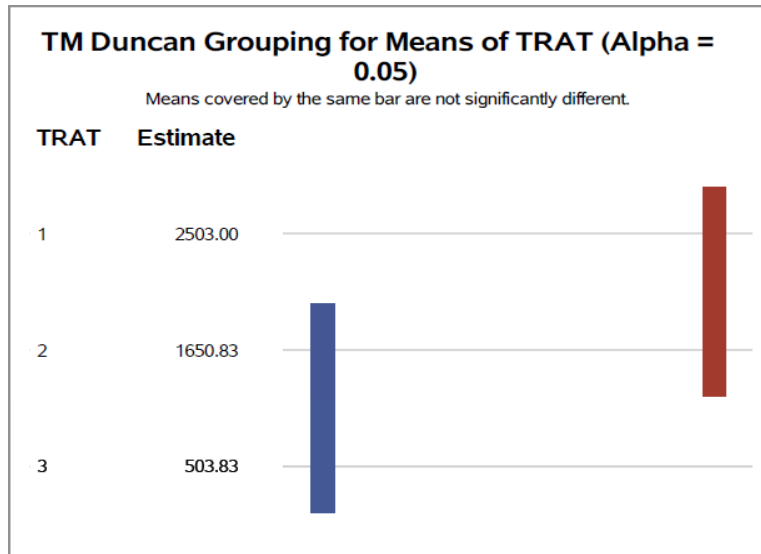 TM Duncan Grouping for Means of TRAT (Alpha =
0.05)
Means covered by the same bar are not significantly different.
TRAT Estimate
1 2503.00
2 1650.83
3 503.83